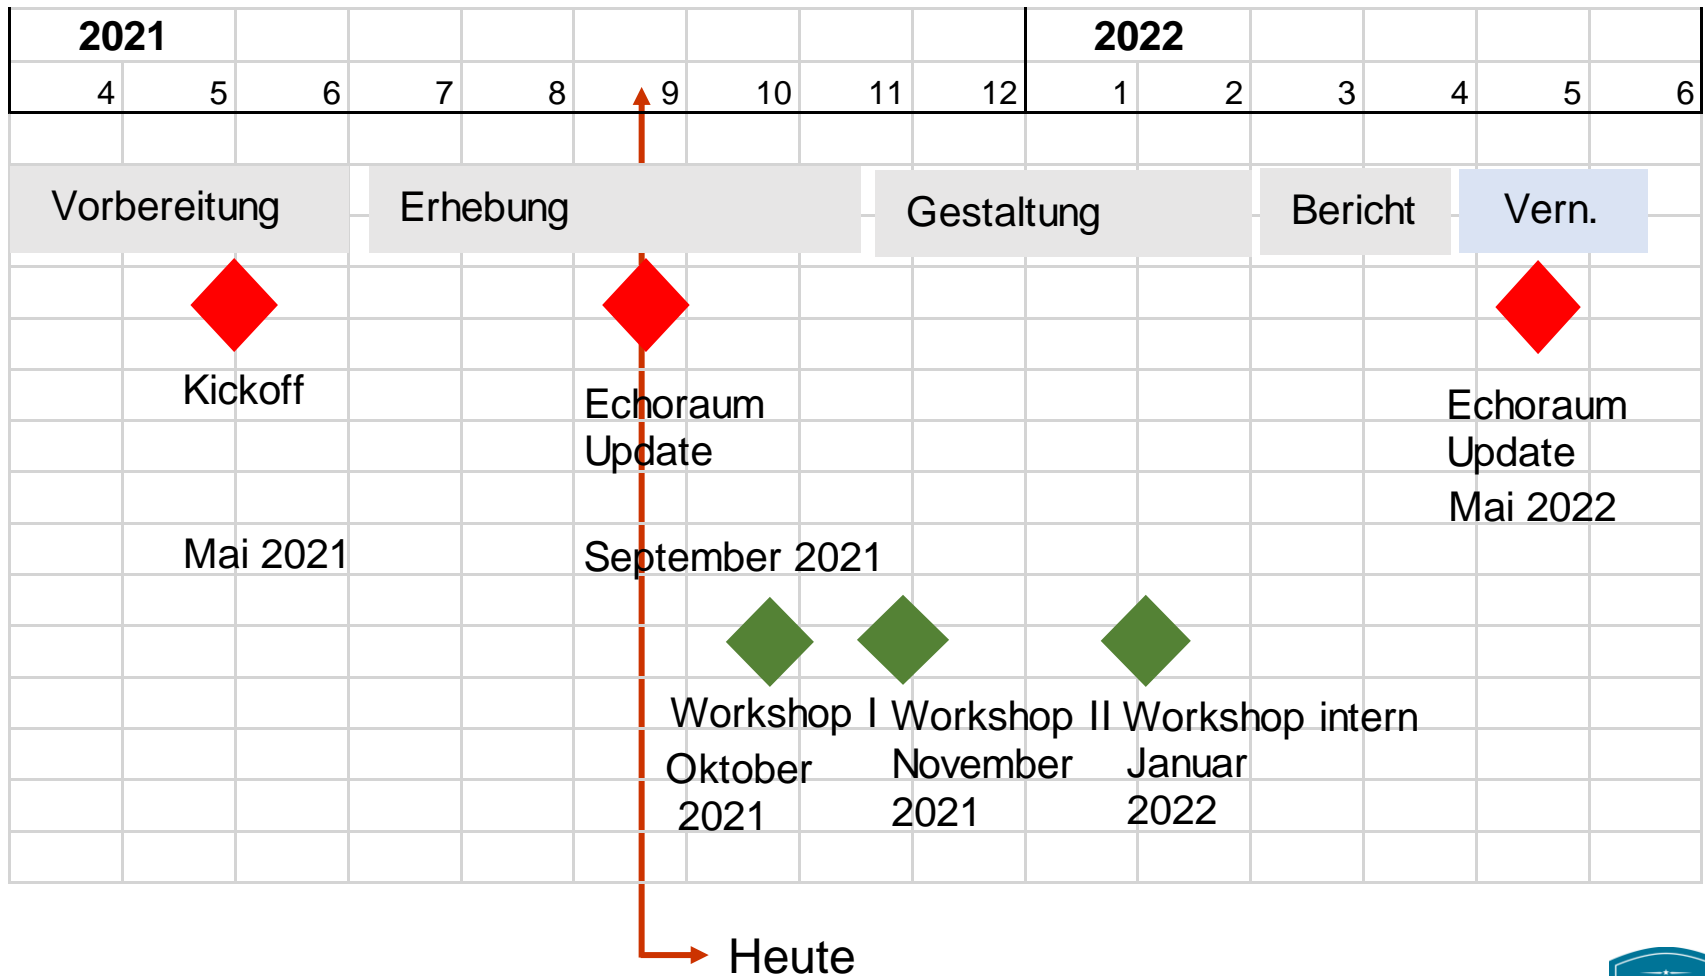 2021 2022
4 5 6 7 8 9 10 11 12 1 2 3 4 5 6
Vorbereitung Erhebung Gestaltung Bericht Vern.
Kickoff
Mai 2021
Echoraum
Update
September 2021
Echoraum
Update
Mai 2022
Workshop I
Oktober
2021
Workshop II
November
2021
Workshop intern
Januar
2022
Heute